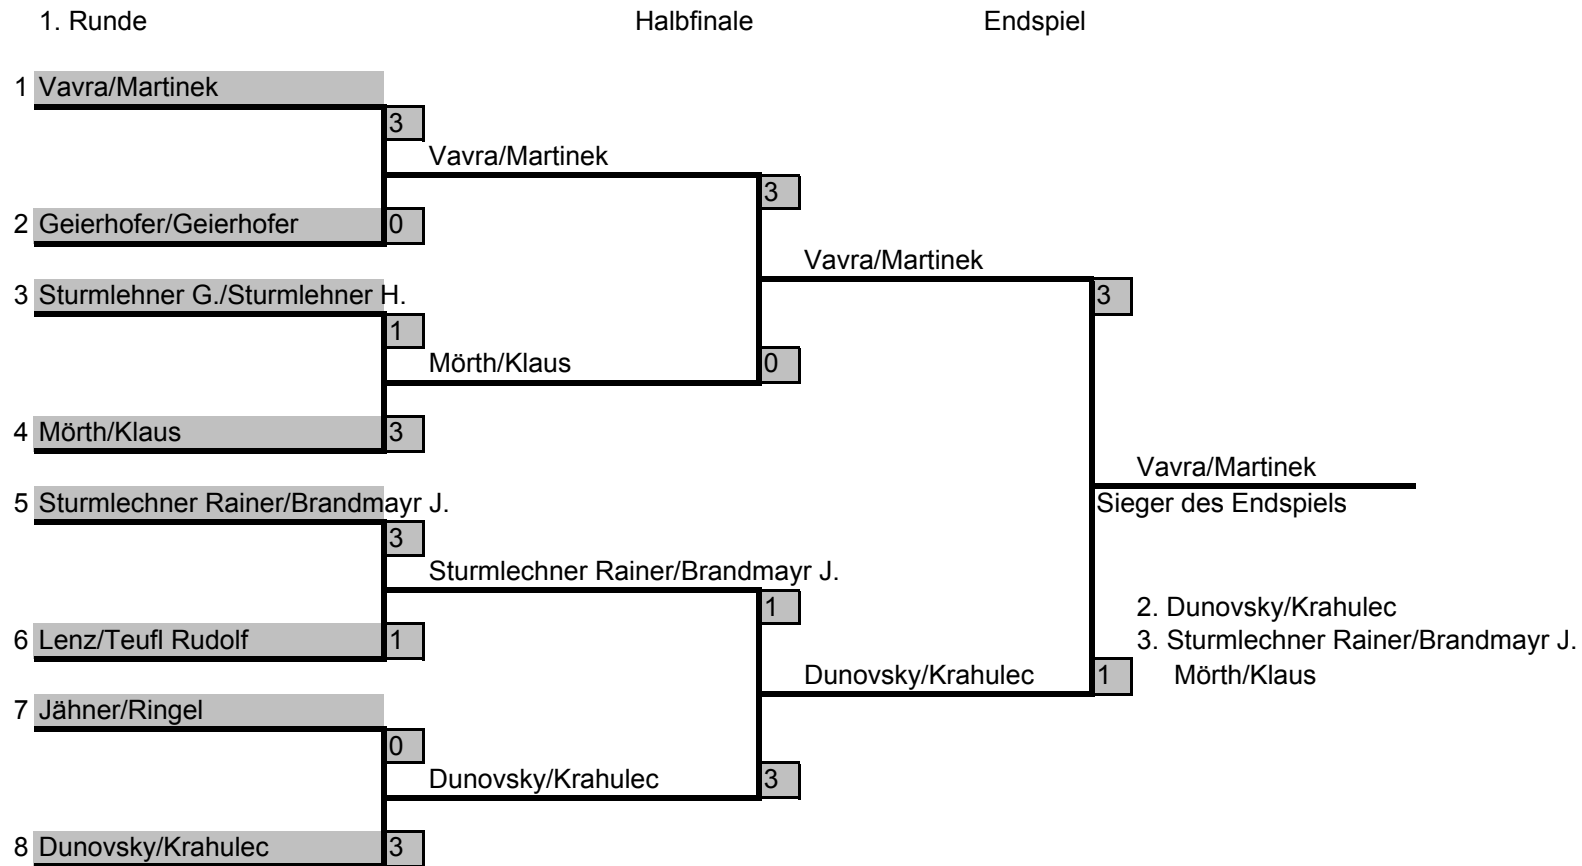 1. Runde Halbfinale Endspiel
1 Vavra/Martinek
3
Vavra/Martinek
3
2 Geierhofer/Geierhofer 0
Vavra/Martinek
3 Sturmlehner G./Sturmlehner H.
3
1
Mörth/Klaus 0
4 Mörth/Klaus 3
Vavra/Martinek
5 Sturmlechner Rainer/Brandmayr J.
Sieger des Endspiels
3
Sturmlechner Rainer/Brandmayr J.
1
2. Dunovsky/Krahulec
6 Lenz/Teufl Rudolf 1
3. Sturmlechner Rainer/Brandmayr J.
Dunovsky/Krahulec 1 Mörth/Klaus
7 Jähner/Ringel
0
Dunovsky/Krahulec 3
8 Dunovsky/Krahulec 3